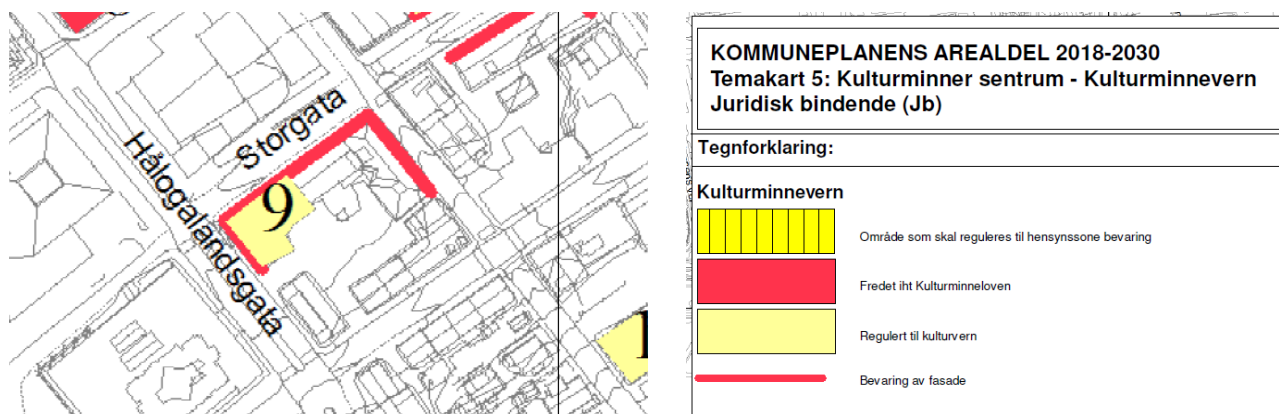 Storgata
Hålogalandsgata
9
KOMMUNEPLANENS AREALDEL 2018-2030
Temakart 5: Kulturminner sentrum - Kulturminnevern
Juridisk bindende (Jb)
Tegnforklaring:
Kulturminnevern
Område som skal reguleres til hensynssone bevaring
Fredet iht Kulturminneloven
Regulert til kulturvern
Bevaring av fasade